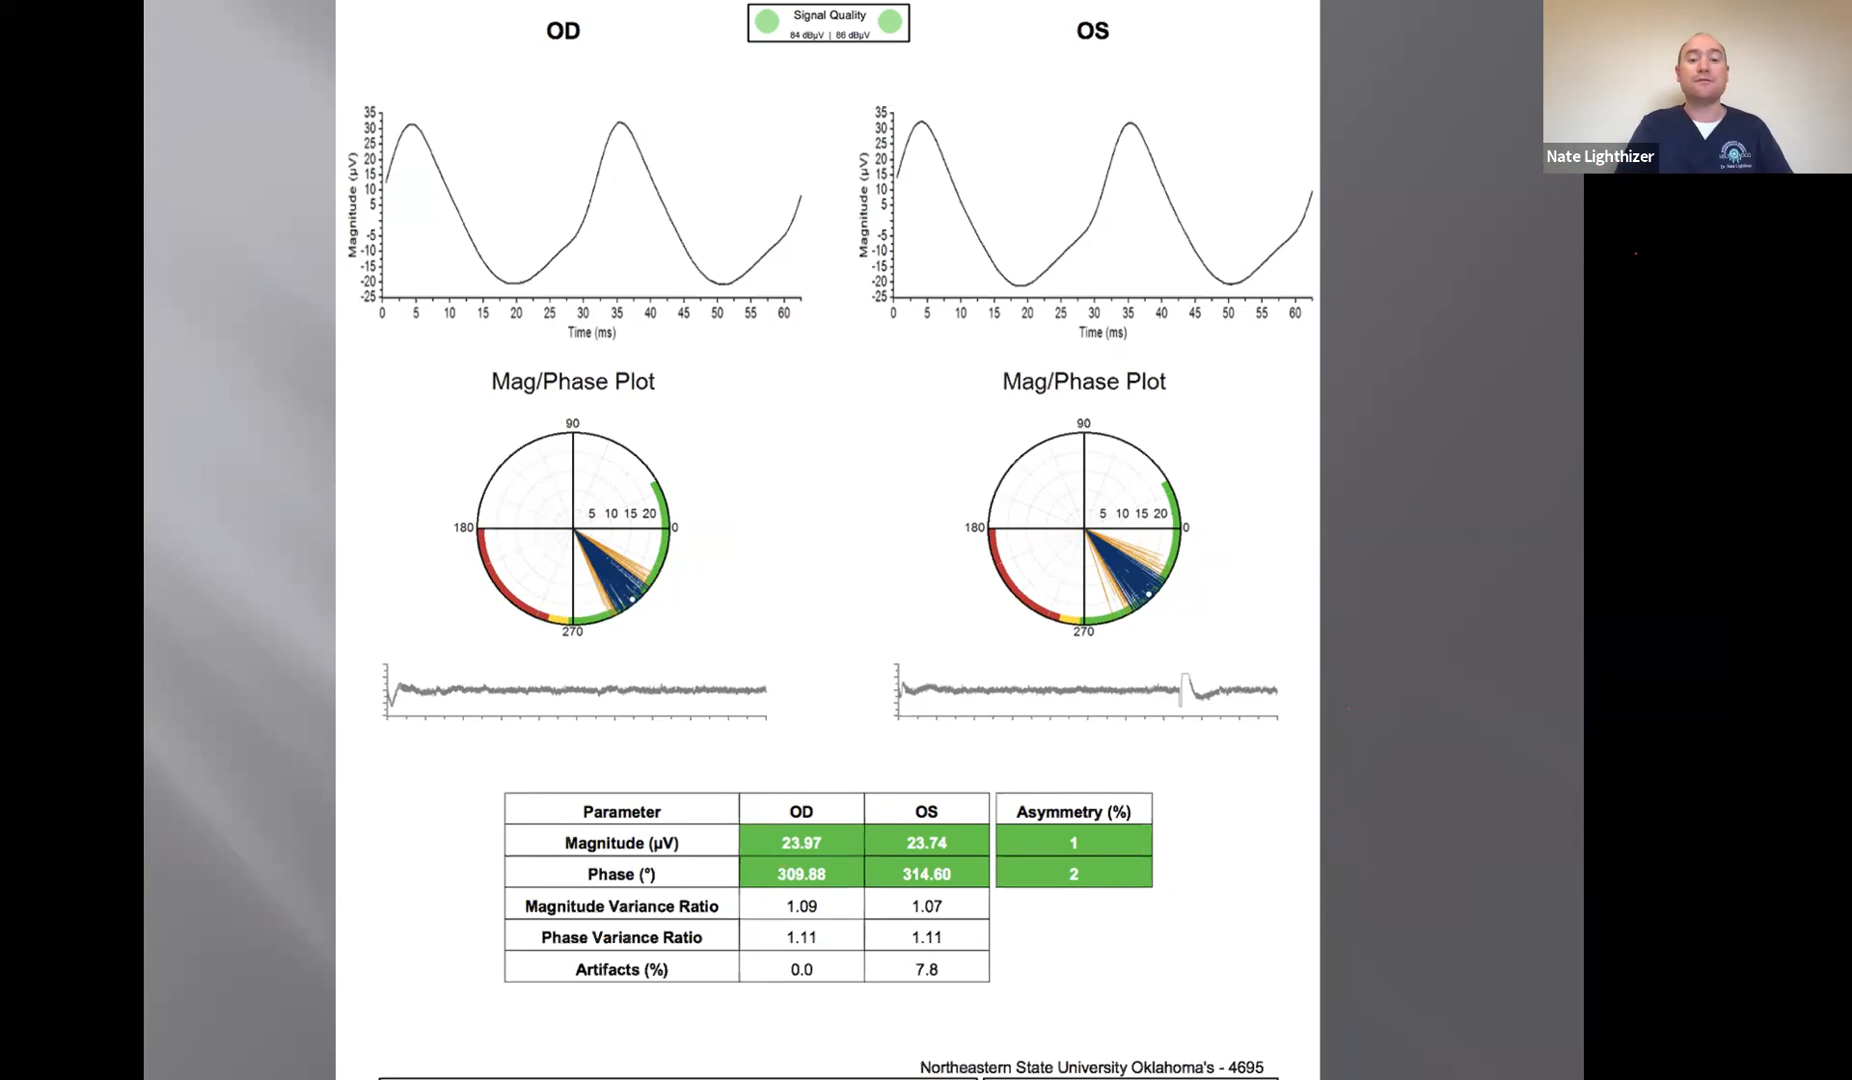 Signal Quality
84 dBµV | 86 dBµV
OD
OS
35
30
25
20
15
10
5
-5
-10
-15
-20
-25
Magnitude (µV)
0 5 10 15 20 25 30 35 40 45 50 55 60
Time (ms)
35
30
25
20
15
10
5
-5
-10
-15
-20
-25
Magnitude (µV)
0 5 10 15 20 25 30 35 40 45 50 55 60
Time (ms)
Mag/Phase Plot
90
5 10 15 20
180
0
270
Mag/Phase Plot
90
5 10 15 20
180
0
270
Parameter OD OS Asymmetry (%)
Magnitude (µV) 23.97 23.74 1
Phase (°) 309.88 314.60 2
Magnitude Variance Ratio 1.09 1.07
Phase Variance Ratio 1.11 1.11
Artifacts (%) 0.0 7.8
Northeastern State University Oklahoma's - 4695
Nate Lighthizer